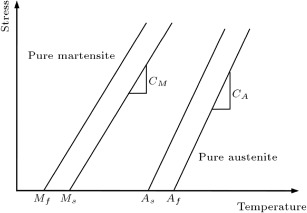 Stress
Pure martensite
C_M
C_A
Pure austenite
M_f M_s A_s A_f
Temperature